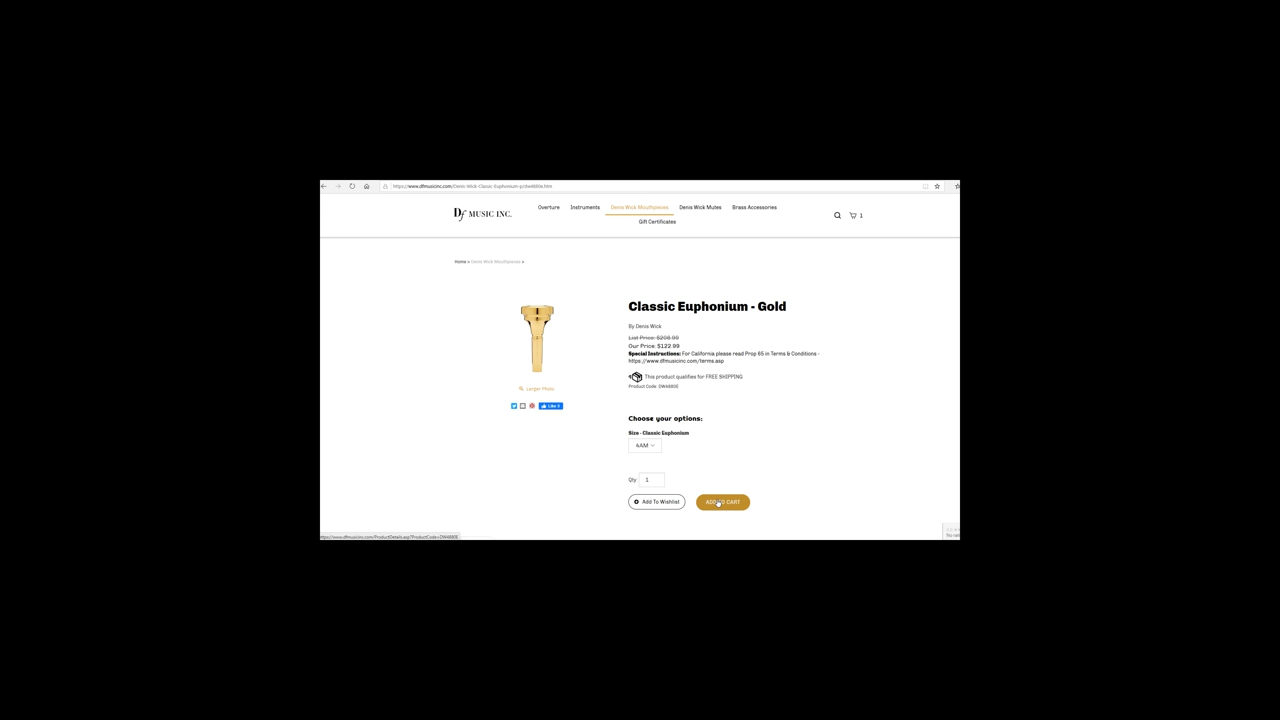 https://www.dfmusicinc.com/Denis-Wick-Classic-Euphonium-p/dw4880e.htm
Df MUSIC INC.
Overture Instruments Denis Wick Mouthpieces Denis Wick Mutes Brass Accessories
Gift Certificates
1
Home » Denis Wick Mouthpieces »
Classic Euphonium - Gold
By Denis Wick
List Price: $208.99
Our Price: $122.99
Special Instructions: For California please read Prop 65 in Terms & Conditions -
https://www.dfmusicinc.com/terms.asp
This product qualifies for FREE SHIPPING
Product Code: DW4880E
Larger Photo
Like 0
Choose your options:
Size - Classic Euphonium
4AM
Qty: 1
Add To Wishlist
ADD TO CART
https://www.dfmusicinc.com/ProductDetails.asp?ProductCode=DW4880E